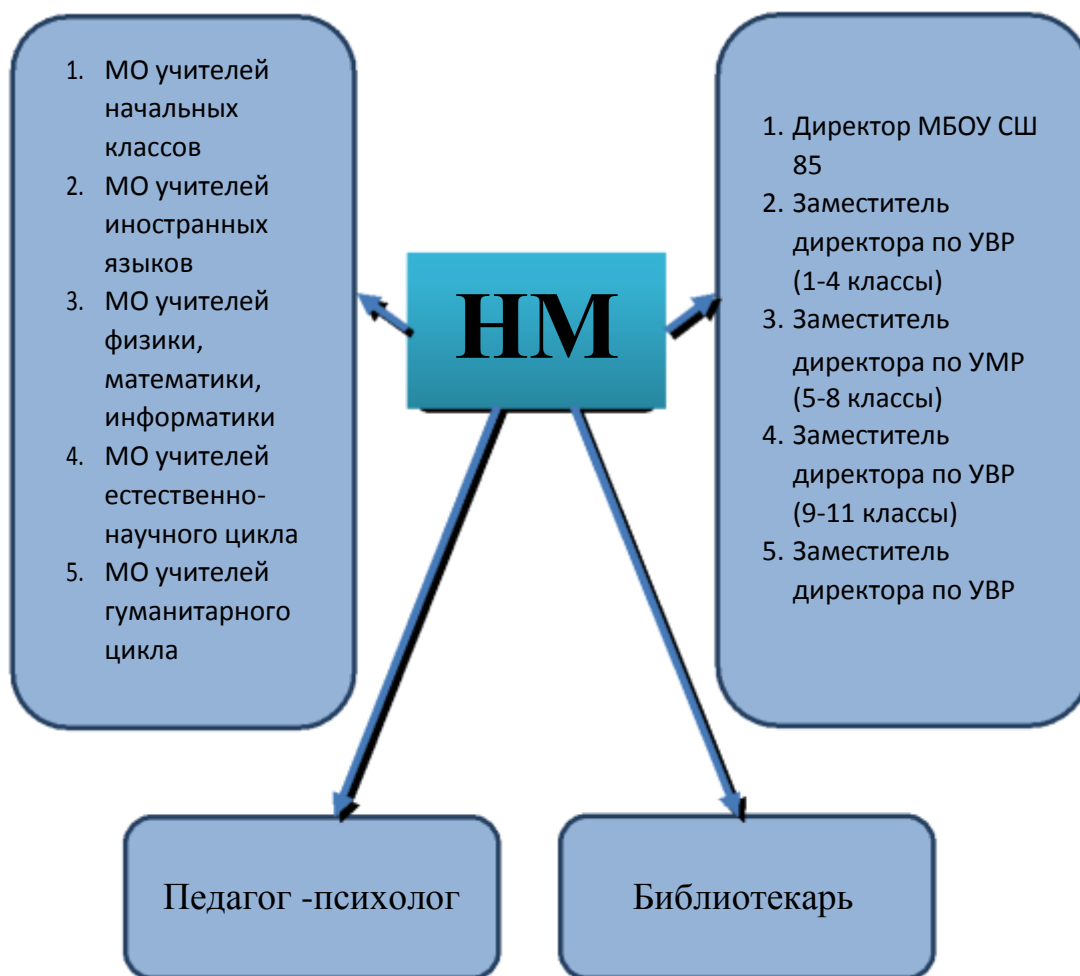 1. МО учителей
начальных
классов
2. МО учителей
иностранных
языков
3. МО учителей
физики,
математики,
информатики
4. МО учителей
естественно-
научного цикла
5. МО учителей
гуманитарного
цикла
НМ
1. Директор МБОУ СШ
85
2. Заместитель
директора по УВР
(1-4 классы)
3. Заместитель
директора по УМР
(5-8 классы)
4. Заместитель
директора по УВР
(9-11 классы)
5. Заместитель
директора по УВР
Педагог -психолог
Библиотекарь